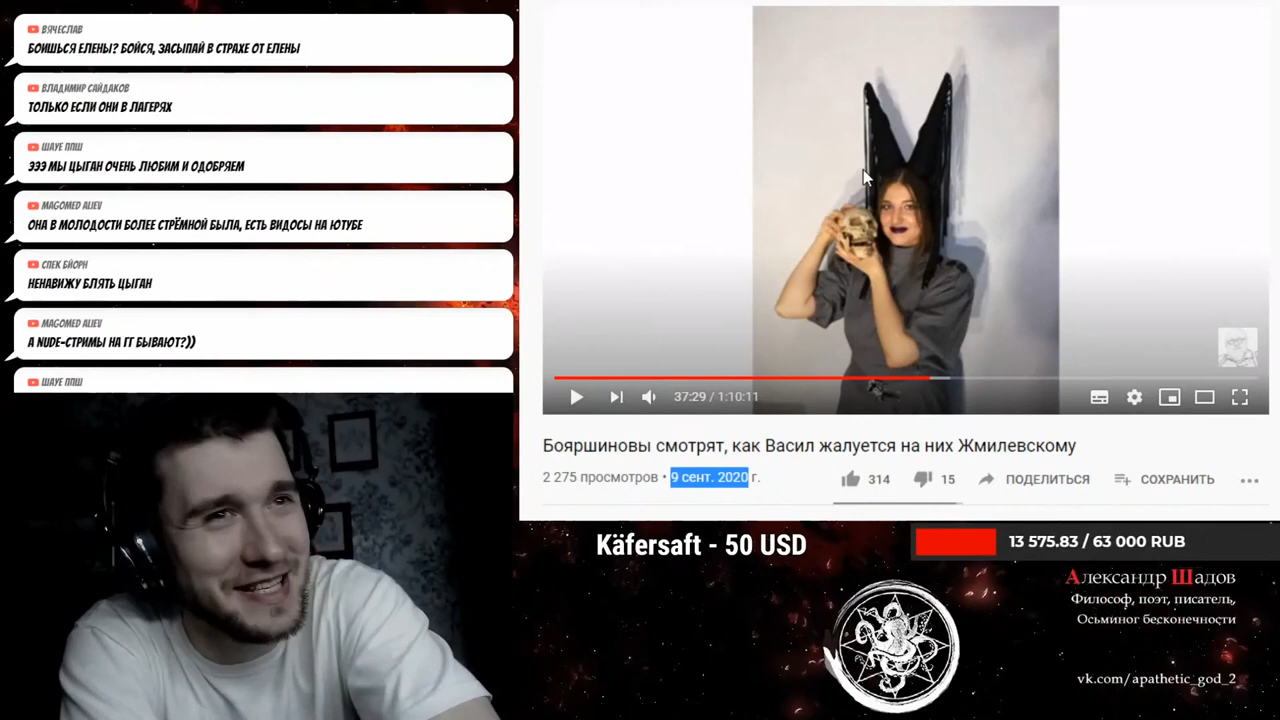 ВЯЧЕСЛАВ
БОИШЬСЯ ЕЛЕНЫ? БОЙСЯ, ЗАСЫПАЙ В СТРАХЕ ОТ ЕЛЕНЫ
ВЛАДИМИР САЙДАКОВ
ТОЛЬКО ЕСЛИ ОНИ В ЛАГЕРЯХ
ШАУЕ ППШ
ЭЭЭ МЫ ЦЫГАН ОЧЕНЬ ЛЮБИМ И ОДОБРЯЕМ
MAGOMED ALIEV
ОНА В МОЛОДОСТИ БОЛЕЕ СТРЁМНОЙ БЫЛА, ЕСТЬ ВИДОСЫ НА ЮТУБЕ
СПЕК БЙОРН
НЕНАВИЖУ БЛЯТЬ ЦЫГАН
MAGOMED ALIEV
А NUDE-СТРИМЫ НА ГГ БЫВАЮТ?))
ШАУЕ ППШ
37:29 / 1:10:11
Бояршиновы смотрят, как Васил жалуется на них Жмилевскому
2 275 просмотров • 9 сент. 2020 г.
314
15
ПОДЕЛИТЬСЯ
СОХРАНИТЬ
Käfersaft - 50 USD
13 575.83 / 63 000 RUB
Александр Шадов
Философ, поэт, писатель,
Осьминог бесконечности
vk.com/apathetic_god_2